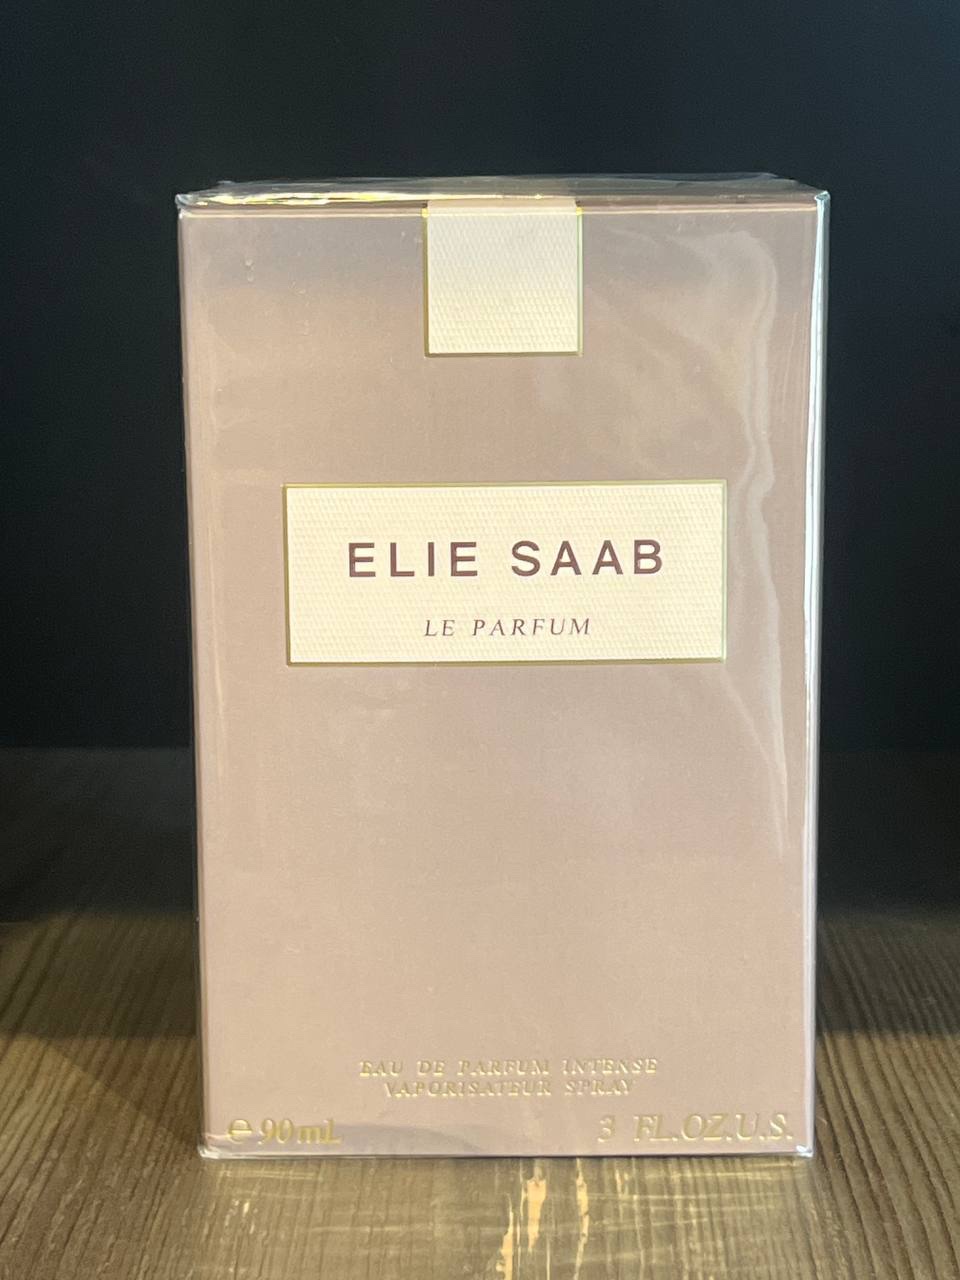 ELIE SAAB
LE PARFUM
EAU DE PARFUM INTENSE
VAPORISATEUR SPRAY
℮ 90 mL 3 FL.OZ.U.S.